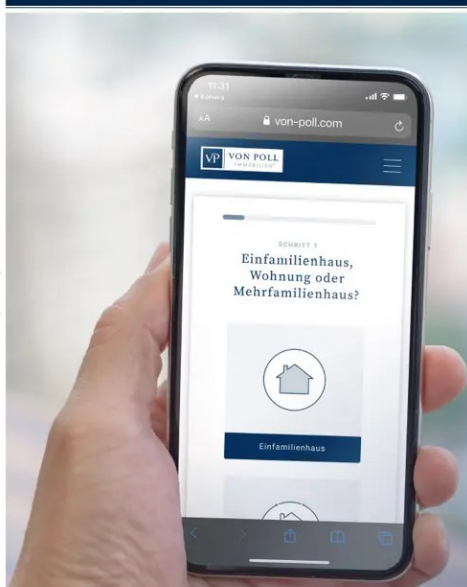 11:31
AA
von-poll.com
VP VON POLL
IMMOBILIEN
SCHRITT 1
Einfamilienhaus,
Wohnung oder
Mehrfamilienhaus?
Einfamilienhaus